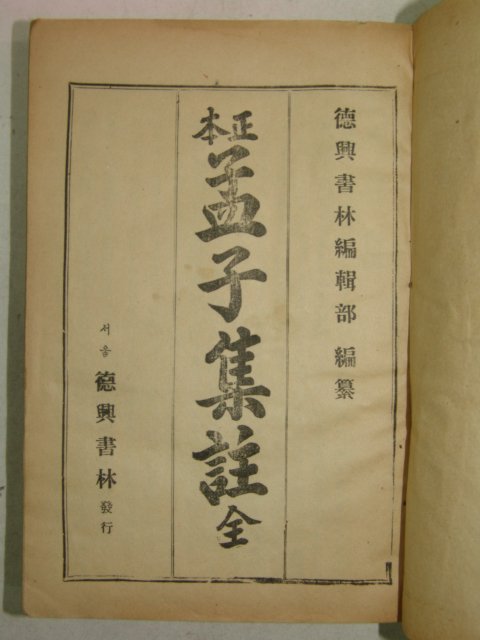 德興書林編輯部 編纂
正本 孟子集註 全
서울 德興書林 發行